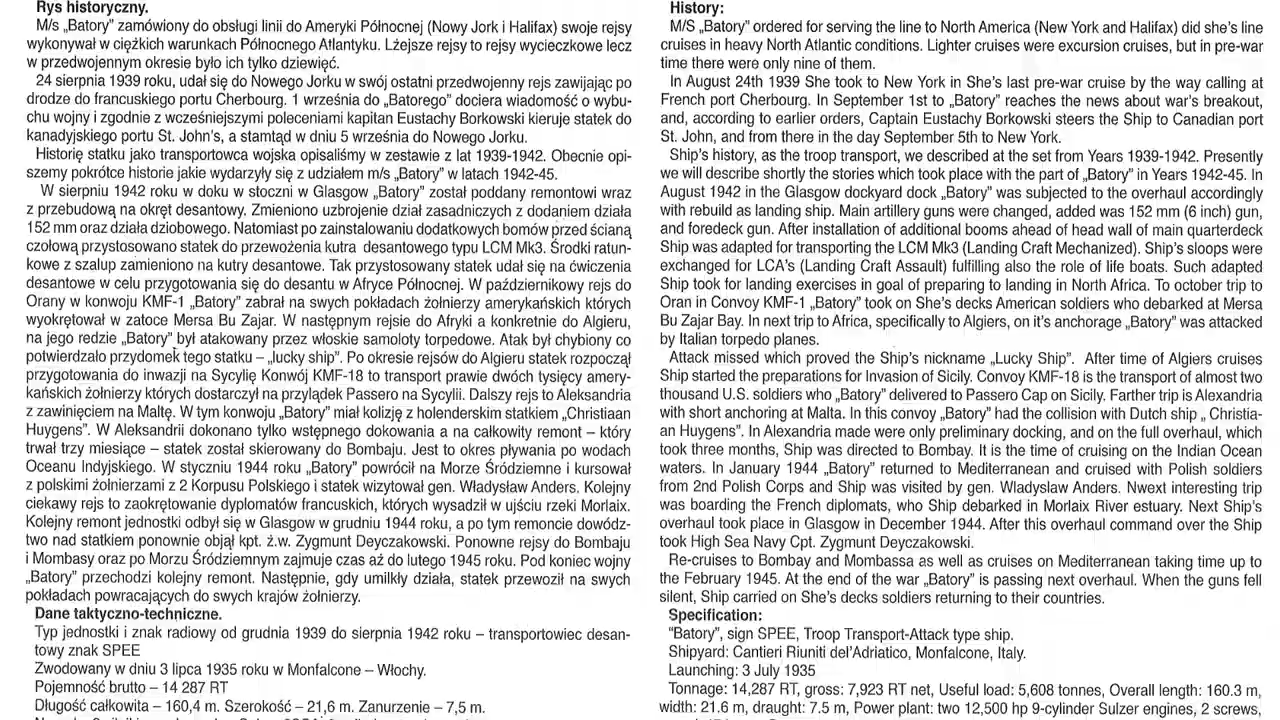 Rys historyczny.
M/s „Batory” zamówiony do obsługi linii do Ameryki Północnej (Nowy Jork i Halifax) swoje rejsy
wykonywał w ciężkich warunkach Północnego Atlantyku. Lżejsze rejsy to rejsy wycieczkowe lecz
w przedwojennym okresie było ich tylko dziewięć.
24 sierpnia 1939 roku, udał się do Nowego Jorku w swój ostatni przedwojenny rejs zawijając po
drodze do francuskiego portu Cherbourg. 1 września do „Batorego” dociera wiadomość o wybu-
chu wojny i zgodnie z wcześniejszymi poleceniami kapitan Eustachy Borkowski kieruje statek do
kanadyjskiego portu St. John’s, a stamtąd w dniu 5 września do Nowego Jorku.
Historię statku jako transportowca wojska opisaliśmy w zestawie z lat 1939-1942. Obecnie opi-
szemy pokrótce historie jakie wydarzyły się z udziałem m/s „Batory” w latach 1942-45.
W sierpniu 1942 roku w doku w stoczni w Glasgow „Batory” został poddany remontowi wraz
z przebudową na okręt desantowy. Zmieniono uzbrojenie dział zasadniczych z dodaniem działa
152 mm oraz działa dziobowego. Natomiast po zainstalowaniu dodatkowych bomów przed ścianą
czołową przystosowano statek do przewożenia kutra desantowego typu LCM Mk3. Środki ratun-
kowe z szalup zamieniono na kutry desantowe. Tak przystosowany statek udał się na ćwiczenia
desantowe w celu przygotowania się do desantu w Afryce Północnej. W październikowy rejs do
Orany w konwoju KMF-1 „Batory” zabrał na swych pokładach żołnierzy amerykańskich których
wyokrętował w zatoce Mersa Bu Zajar. W następnym rejsie do Afryki a konkretnie do Algieru,
na jego redzie „Batory” był atakowany przez włoskie samoloty torpedowe. Atak był chybiony co
potwierdzało przydomek tego statku – „lucky ship”. Po okresie rejsów do Algieru statek rozpoczął
przygotowania do inwazji na Sycylię Konwój KMF-18 to transport prawie dwóch tysięcy amery-
kańskich żołnierzy których dostarczył na przylądek Passero na Sycylii. Dalszy rejs to Aleksandria
z zawinięciem na Maltę. W tym konwoju „Batory” miał kolizję z holenderskim statkiem „Christiaan
Huygens”. W Aleksandrii dokonano tylko wstępnego dokowania a na całkowity remont – który
trwał trzy miesiące – statek został skierowany do Bombaju. Jest to okres pływania po wodach
Oceanu Indyjskiego. W styczniu 1944 roku „Batory” powrócił na Morze Śródziemne i kursował
z polskimi żołnierzami z 2 Korpusu Polskiego i statek wizytował gen. Władysław Anders. Kolejny
ciekawy rejs to zaokrętowanie dyplomatów francuskich, których wysadził w ujściu rzeki Morlaix.
Kolejny remont jednostki odbył się w Glasgow w grudniu 1944 roku, a po tym remoncie dowódz-
two nad statkiem ponownie objął kpt. ż.w. Zygmunt Deyczakowski. Ponowne rejsy do Bombaju
i Mombasy oraz po Morzu Śródziemnym zajmuje czas aż do lutego 1945 roku. Pod koniec wojny
„Batory” przechodzi kolejny remont. Następnie, gdy umilkły działa, statek przewoził na swych
pokładach powracających do swych krajów żołnierzy.
Dane taktyczno-techniczne.
Typ jednostki i znak radiowy od grudnia 1939 do sierpnia 1942 roku – transportowiec desan-
towy znak SPEE
Zwodowany w dniu 3 lipca 1935 roku w Monfalcone – Włochy.
Pojemność brutto – 14 287 RT
Długość całkowita – 160,4 m. Szerokość – 21,6 m. Zanurzenie – 7,5 m.
History:
M/S „Batory” ordered for serving the line to North America (New York and Halifax) did she’s line
cruises in heavy North Atlantic conditions. Lighter cruises were excursion cruises, but in pre-war
time there were only nine of them.
In August 24th 1939 She took to New York in She’s last pre-war cruise by the way calling at
French port Cherbourg. In September 1st to „Batory” reaches the news about war’s breakout,
and, according to earlier orders, Captain Eustachy Borkowski steers the Ship to Canadian port
St. John, and from there in the day September 5th to New York.
Ship’s history, as the troop transport, we described at the set from Years 1939-1942. Presently
we will describe shortly the stories which took place with the part of „Batory” in Years 1942-45. In
August 1942 in the Glasgow dockyard dock „Batory” was subjected to the overhaul accordingly
with rebuild as landing ship. Main artillery guns were changed, added was 152 mm (6 inch) gun,
and foredeck gun. After installation of additional booms ahead of head wall of main quarterdeck
Ship was adapted for transporting the LCM Mk3 (Landing Craft Mechanized). Ship’s sloops were
exchanged for LCA’s (Landing Craft Assault) fulfilling also the role of life boats. Such adapted
Ship took for landing exercises in goal of preparing to landing in North Africa. To october trip to
Oran in Convoy KMF-1 „Batory” took on She’s decks American soldiers who debarked at Mersa
Bu Zajar Bay. In next trip to Africa, specifically to Algiers, on it’s anchorage „Batory” was attacked
by Italian torpedo planes.
Attack missed which proved the Ship’s nickname „Lucky Ship”. After time of Algiers cruises
Ship started the preparations for Invasion of Sicily. Convoy KMF-18 is the transport of almost two
thousand U.S. soldiers who „Batory” delivered to Passero Cap on Sicily. Farther trip is Alexandria
with short anchoring at Malta. In this convoy „Batory” had the collision with Dutch ship „ Christia-
an Huygens”. In Alexandria made were only preliminary docking, and on the full overhaul, which
took three months, Ship was directed to Bombay. It is the time of cruising on the Indian Ocean
waters. In January 1944 „Batory” returned to Mediterranean and cruised with Polish soldiers
from 2nd Polish Corps and Ship was visited by gen. Wladyslaw Anders. Nwext interesting trip
was boarding the French diplomats, who Ship debarked in Morlaix River estuary. Next Ship’s
overhaul took place in Glasgow in December 1944. After this overhaul command over the Ship
took High Sea Navy Cpt. Zygmunt Deyczakowski.
Re-cruises to Bombay and Mombassa as well as cruises on Mediterranean taking time up to
the February 1945. At the end of the war „Batory” is passing next overhaul. When the guns fell
silent, Ship carried on She’s decks soldiers returning to their countries.
Specification:
“Batory”, sign SPEE, Troop Transport-Attack type ship.
Shipyard: Cantieri Riuniti del’Adriatico, Monfalcone, Italy.
Launching: 3 July 1935
Tonnage: 14,287 RT, gross: 7,923 RT net, Useful load: 5,608 tonnes, Overall length: 160.3 m,
width: 21.6 m, draught: 7.5 m, Power plant: two 12,500 hp 9-cylinder Sulzer engines, 2 screws,